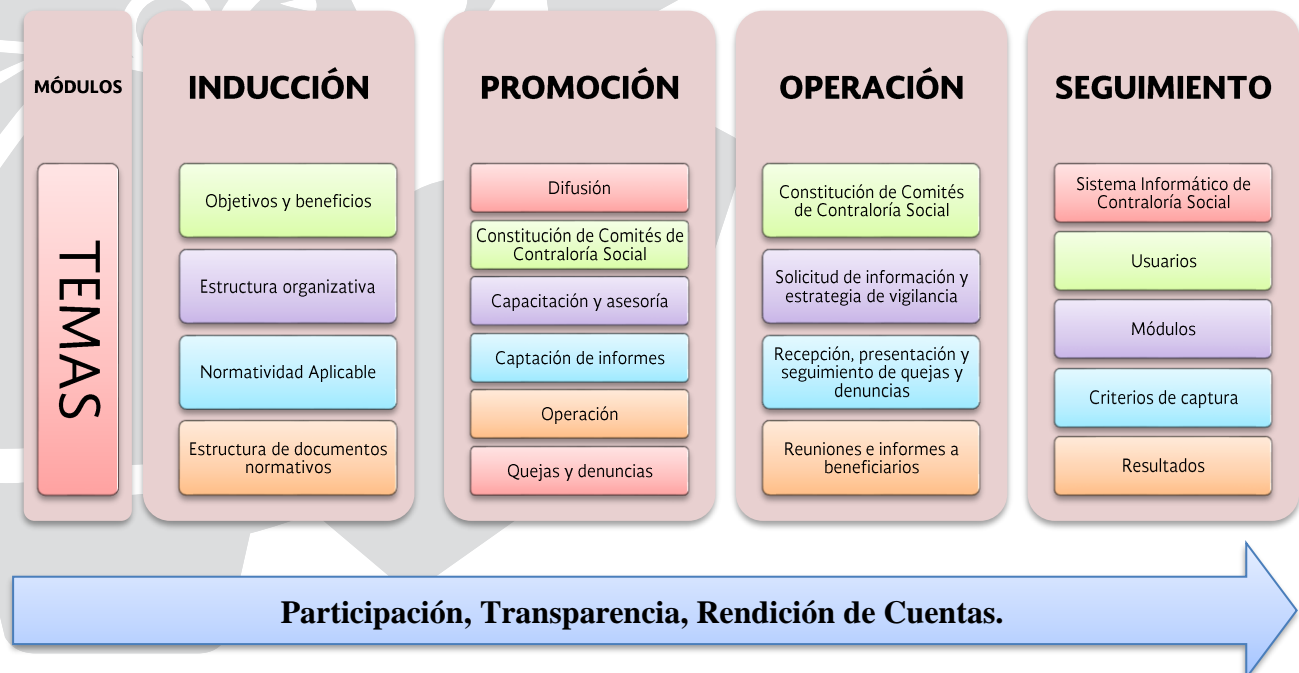 MÓDULOS
TEMAS
INDUCCIÓN
Objetivos y beneficios
Estructura organizativa
Normatividad Aplicable
Estructura de documentos
normativos
PROMOCIÓN
Difusión
Constitución de Comités de
Contraloría Social
Capacitación y asesoría
Captación de informes
Operación
Quejas y denuncias
OPERACIÓN
Constitución de Comités
de Contraloría Social
Solicitud de información y
estrategia de vigilancia
Recepción, presentación y
seguimiento de quejas y
denuncias
Reuniones e informes a
beneficiarios
SEGUIMIENTO
Sistema Informático de
Contraloría Social
Usuarios
Módulos
Criterios de captura
Resultados
Participación, Transparencia, Rendición de Cuentas.